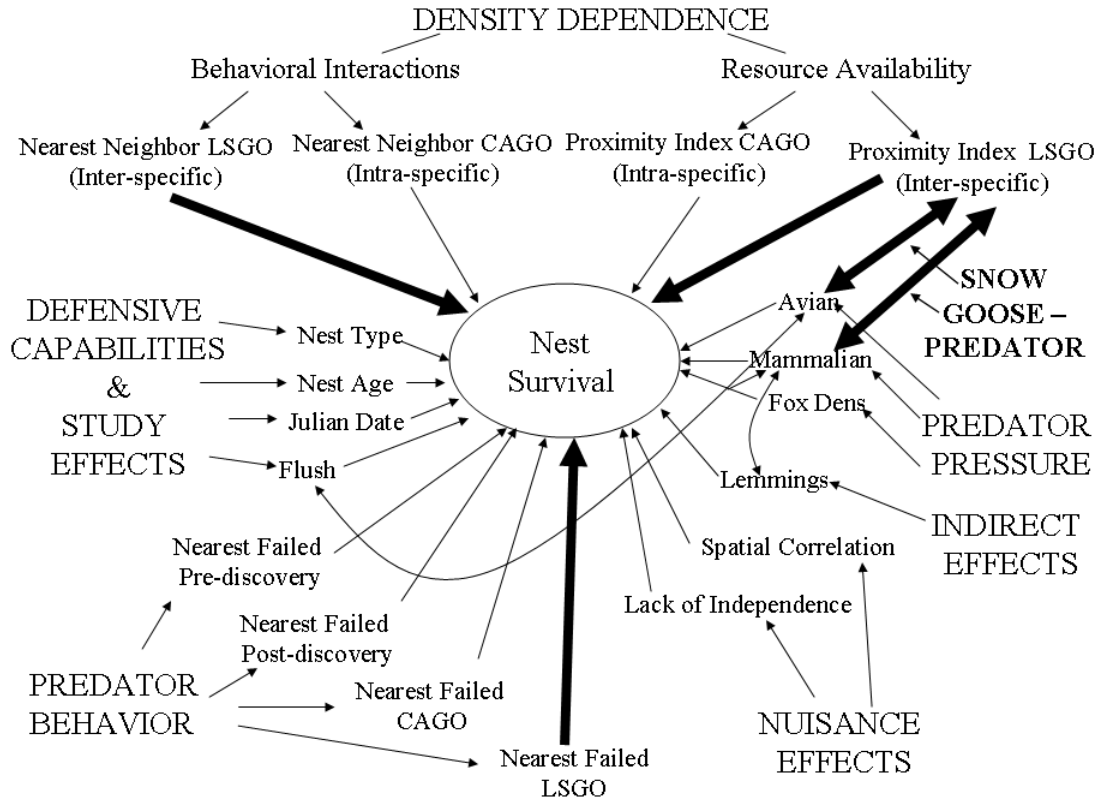 DENSITY DEPENDENCE
Behavioral Interactions
Resource Availability
Nearest Neighbor LSGO
(Inter-specific)
Nearest Neighbor CAGO
(Intra-specific)
Proximity Index CAGO
(Intra-specific)
Proximity Index LSGO
(Inter-specific)
SNOW
GOOSE –
PREDATOR
DEFENSIVE
CAPABILITIES
&
STUDY
EFFECTS
Nest Type
Nest Age
Julian Date
Flush
Nest
Survival
Avian
Mammalian
Fox Dens
Lemmings
PREDATOR
PRESSURE
INDIRECT
EFFECTS
Spatial Correlation
Lack of Independence
NUISANCE
EFFECTS
Nearest Failed
Pre-discovery
Nearest Failed
Post-discovery
Nearest Failed
CAGO
Nearest Failed
LSGO
PREDATOR
BEHAVIOR